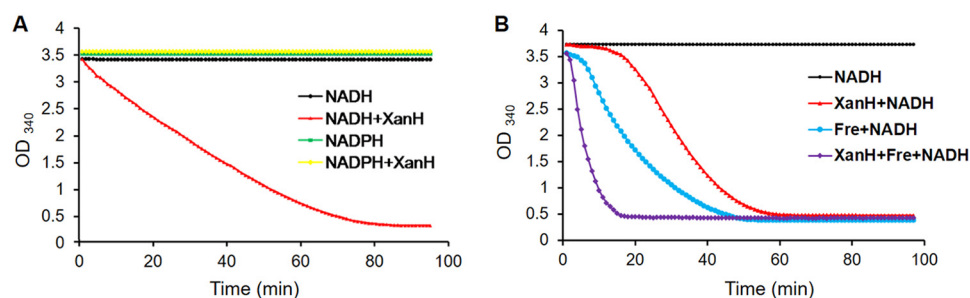 A
4
3.5
3
2.5
2
1.5
1
0.5
0
OD 340
0
20
40
60
80
100
Time (min)
NADH
NADH+XanH
NADPH
NADPH+XanH
B
4
3.5
3
2.5
2
1.5
1
0.5
0
OD 340
0
20
40
60
80
100
Time (min)
NADH
XanH+NADH
Fre+NADH
XanH+Fre+NADH